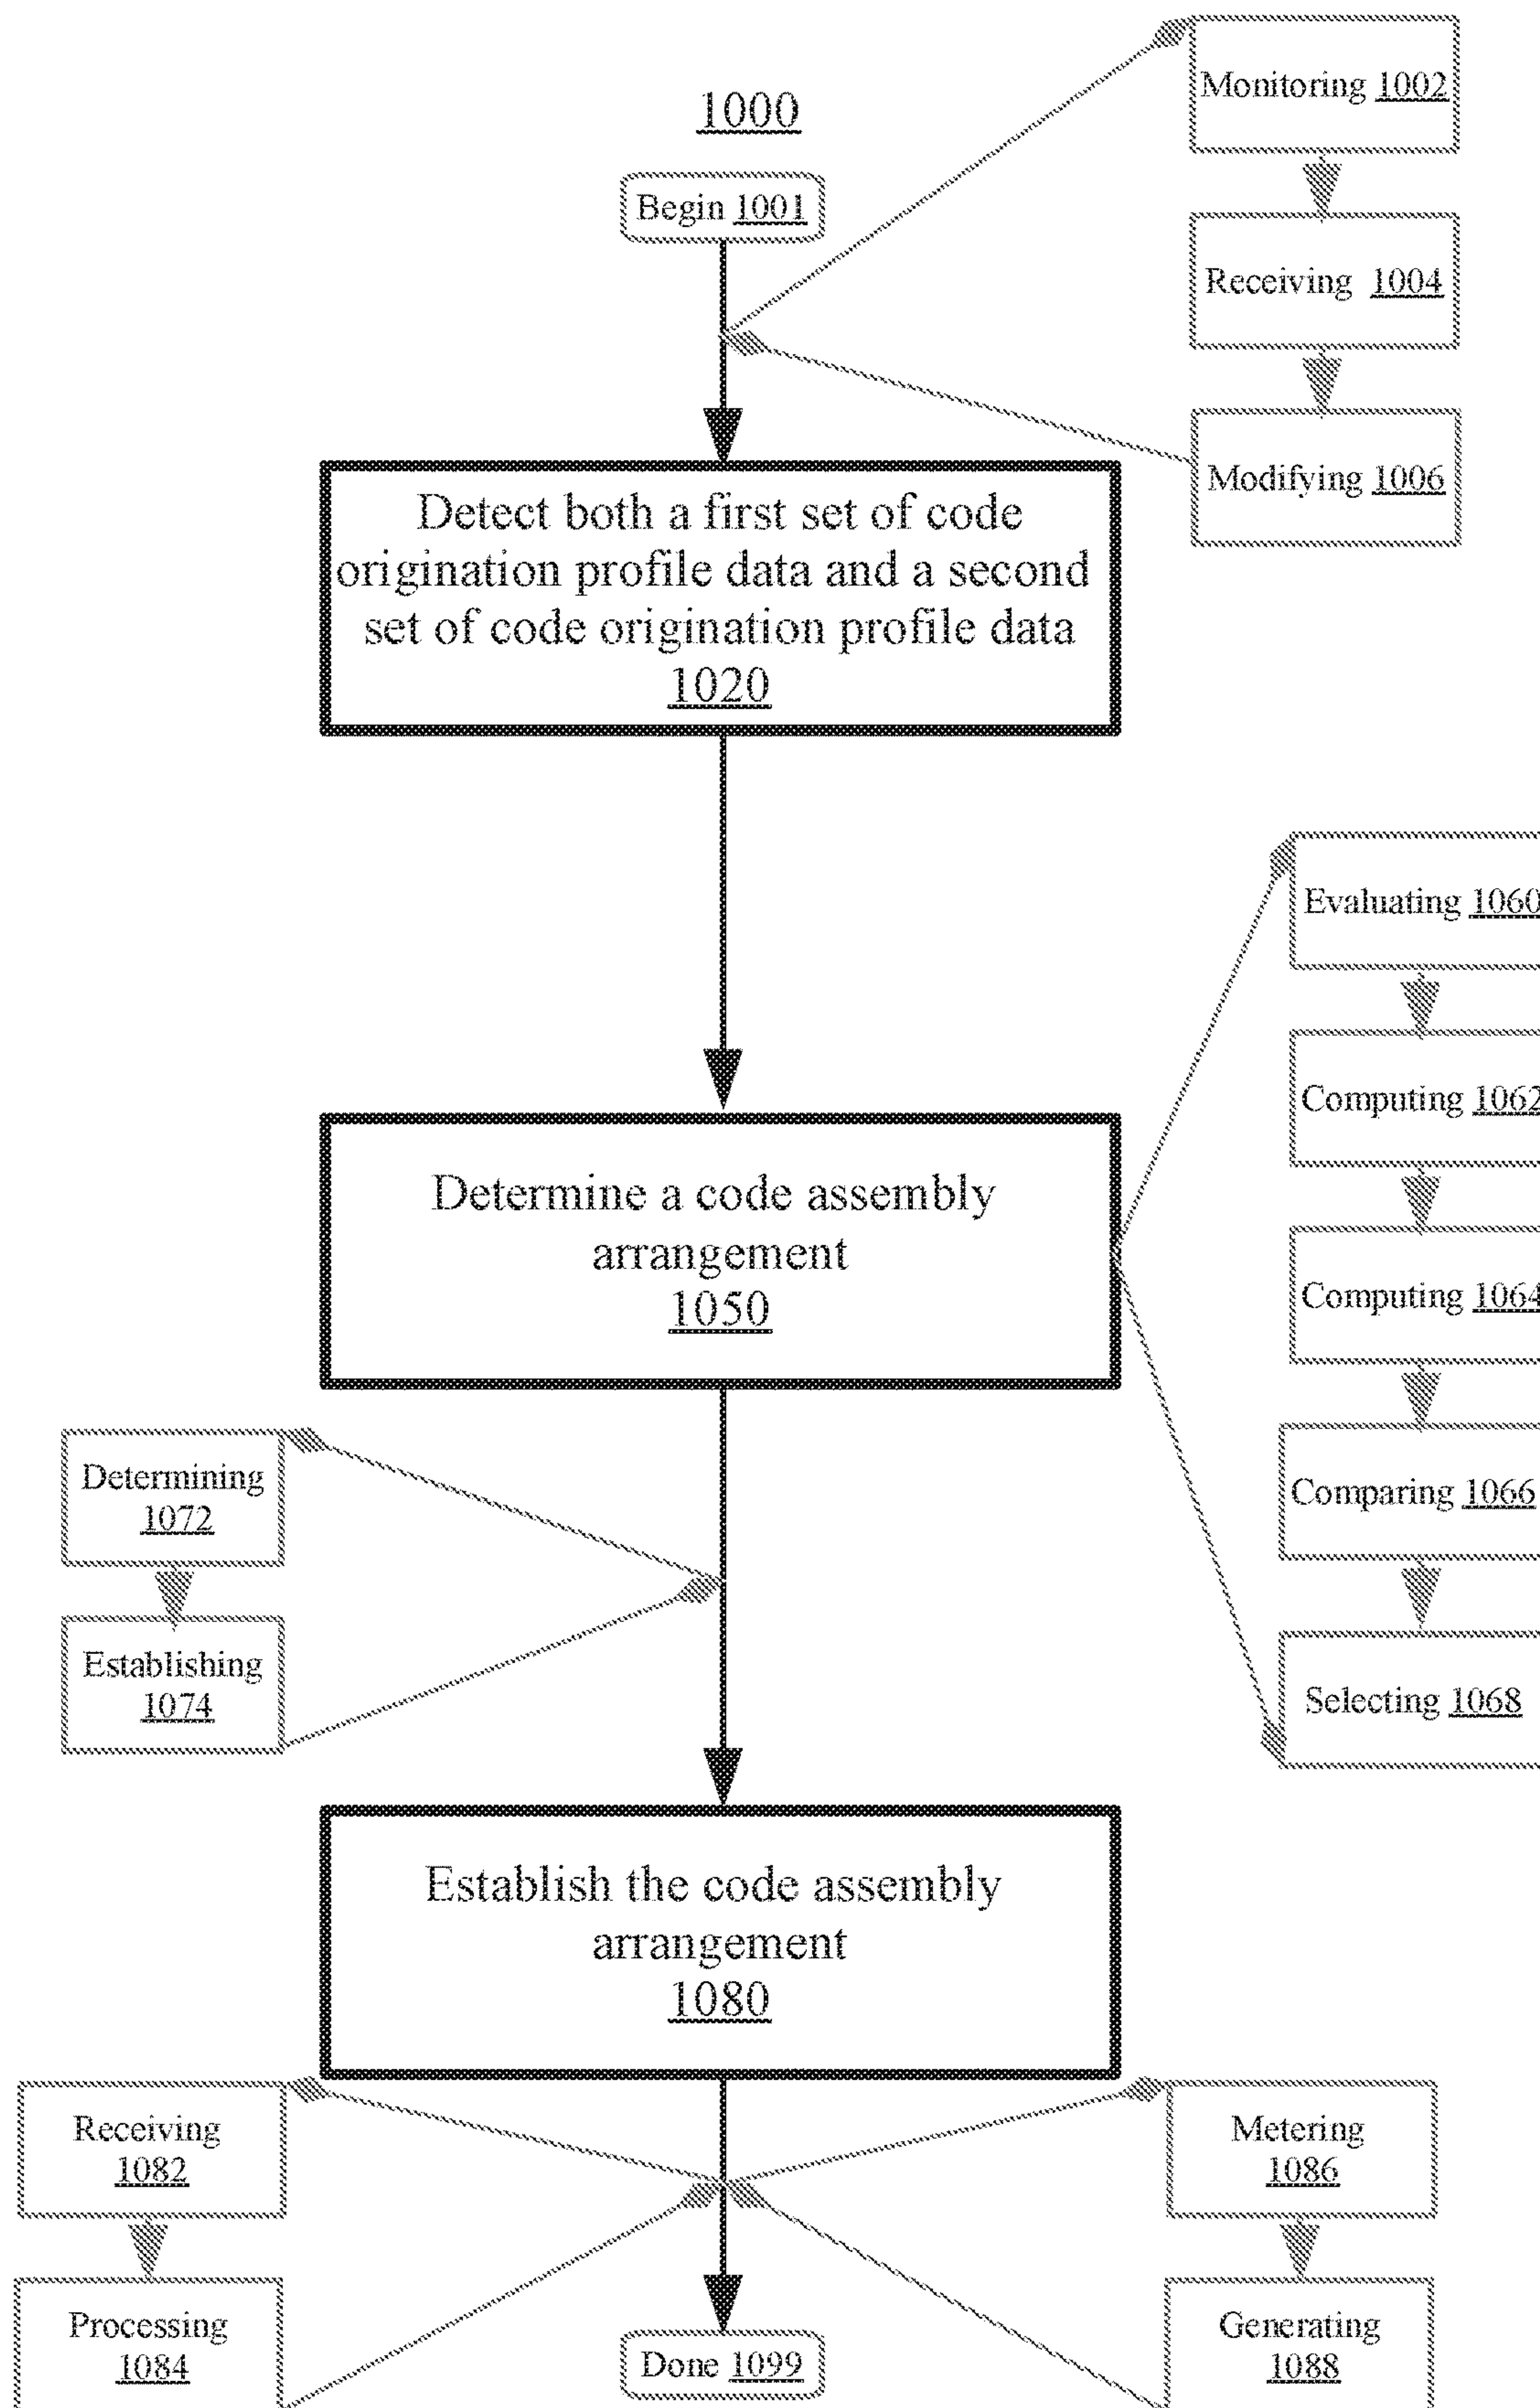 1000
Begin 1001
Monitoring 1002
Receiving 1004
Modifying 1006
Detect both a first set of code
origination profile data and a second
set of code origination profile data
1020
Evaluating 1060
Computing 1062
Computing 1064
Comparing 1066
Selecting 1068
Determine a code assembly
arrangement
1050
Determining
1072
Establishing
1074
Establish the code assembly
arrangement
1080
Receiving
1082
Processing
1084
Metering
1086
Generating
1088
Done 1099